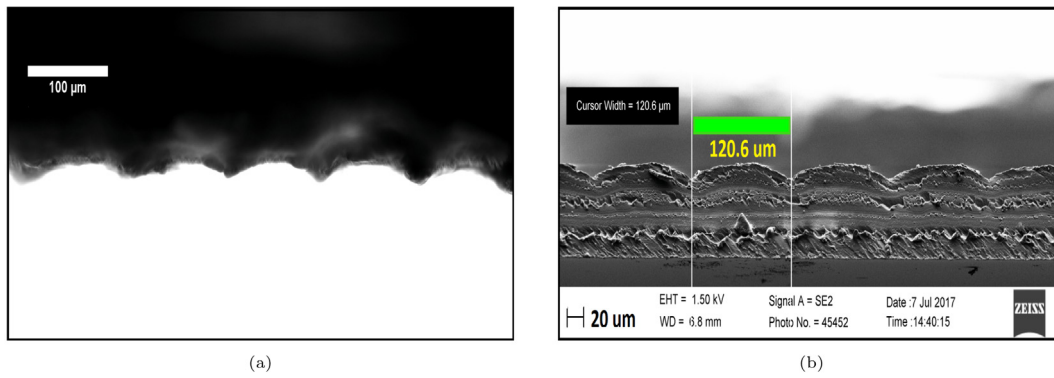 100 µm
Cursor Width = 120.6 µm
120.6 um
20 um
EHT = 1.50 kV
WD = 6.8 mm
Signal A = SE2
Photo No. = 45452
Date :7 Jul 2017
Time :14:40:15
ZEISS
(a)
(b)